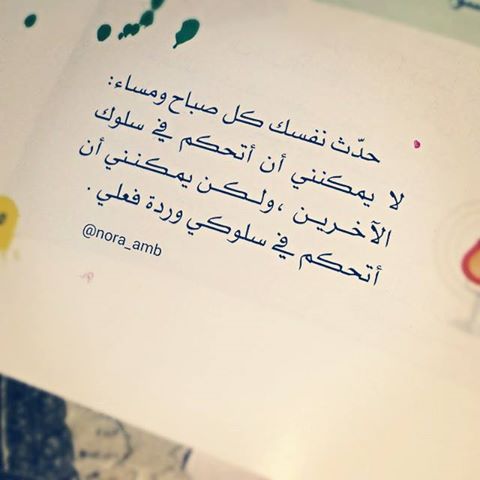 حدّث نفسك كل صباح ومساء:
لا يمكنني أن أتحكم في سلوك
الآخرين ، ولكن يمكنني أن
أتحكم في سلوكي وردة فعلي .
@nora_amb